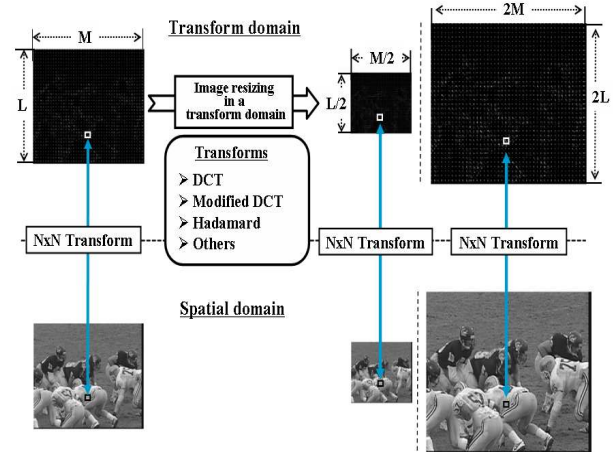 Transform domain
M
L
Image resizing
in a
transform domain
M/2
L/2
2M
2L
Transforms
➢ DCT
➢ Modified DCT
➢ Hadamard
➢ Others
NxN Transform
NxN Transform
NxN Transform
Spatial domain